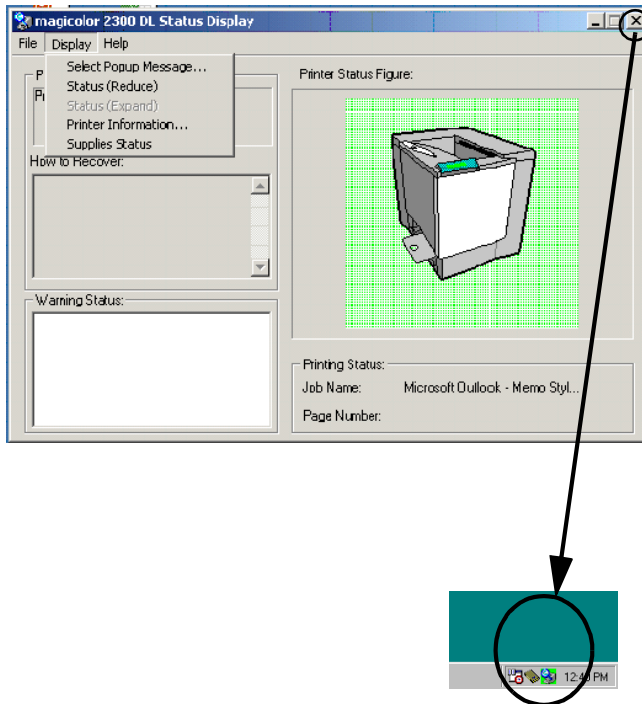 magicolor 2300 DL Status Display
File Display Help
Select Popup Message...
Status (Reduce)
Status (Expand)
Printer Information...
Supplies Status
How to Recover:
Warning Status:
Printer Status Figure:
Printing Status:
Job Name: Microsoft Outlook - Memo Styl...
Page Number:
PM